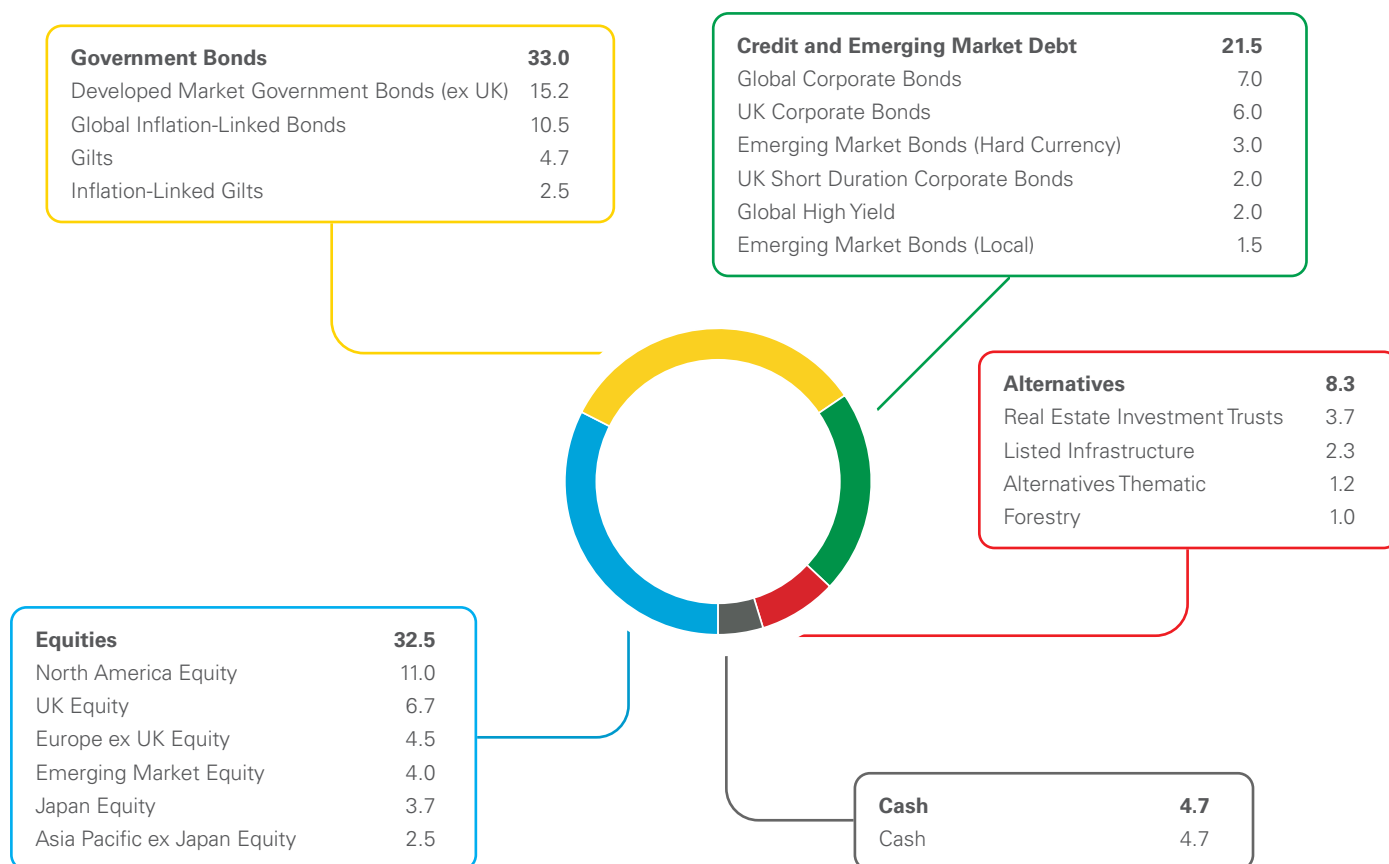 Government Bonds 33.0
Developed Market Government Bonds (ex UK) 15.2
Global Inflation-Linked Bonds 10.5
Gilts 4.7
Inflation-Linked Gilts 2.5
Credit and Emerging Market Debt 21.5
Global Corporate Bonds 7.0
UK Corporate Bonds 6.0
Emerging Market Bonds (Hard Currency) 3.0
UK Short Duration Corporate Bonds 2.0
Global High Yield 2.0
Emerging Market Bonds (Local) 1.5
Alternatives 8.3
Real Estate Investment Trusts 3.7
Listed Infrastructure 2.3
Alternatives Thematic 1.2
Forestry 1.0
Equities 32.5
North America Equity 11.0
UK Equity 6.7
Europe ex UK Equity 4.5
Emerging Market Equity 4.0
Japan Equity 3.7
Asia Pacific ex Japan Equity 2.5
Cash 4.7
Cash 4.7